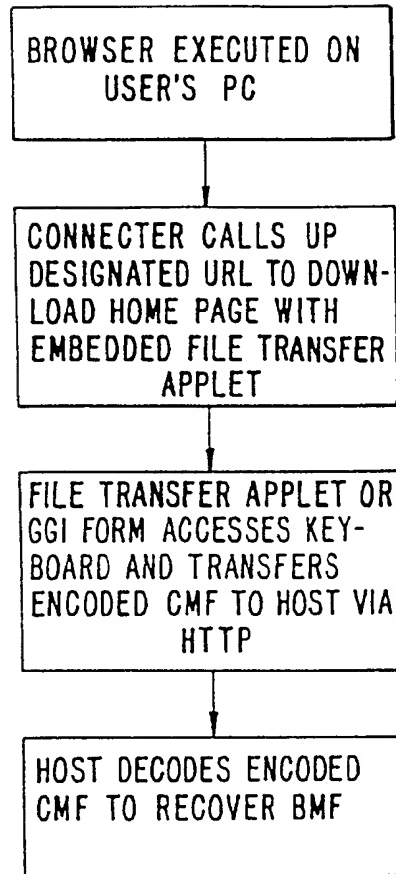 BROWSER EXECUTED ON
USER'S PC
CONNECTER CALLS UP
DESIGNATED URL TO DOWN-
LOAD HOME PAGE WITH
EMBEDDED FILE TRANSFER
APPLET
FILE TRANSFER APPLET OR
GGI FORM ACCESSES KEY-
BOARD AND TRANSFERS
ENCODED CMF TO HOST VIA
HTTP
HOST DECODES ENCODED
CMF TO RECOVER BMF